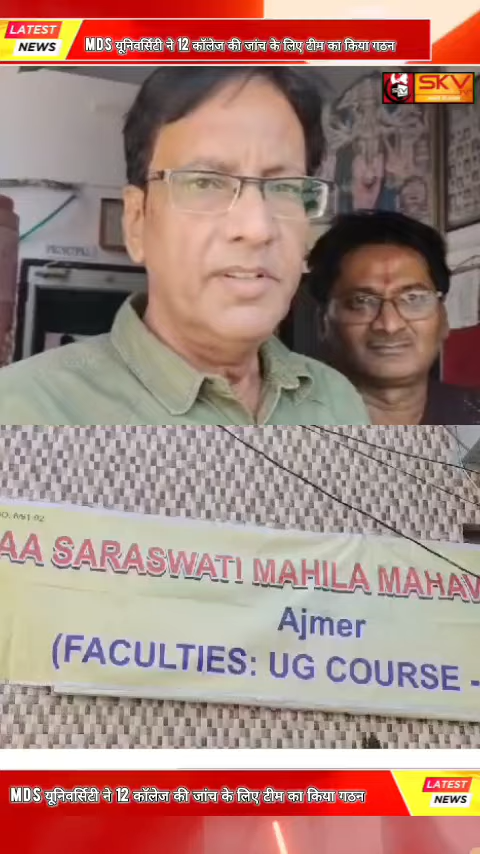 LATEST
NEWS
MDS यूनिवर्सिटी ने 12 कॉलेज की जांच के लिए टीम का किया गठन
SKV
PRINCIPAL
AA SARASWATI MAHILA MAHAV
Ajmer
(FACULTIES: UG COURSE -
MDS यूनिवर्सिटी ने 12 कॉलेज की जांच के लिए टीम का किया गठन
LATEST
NEWS